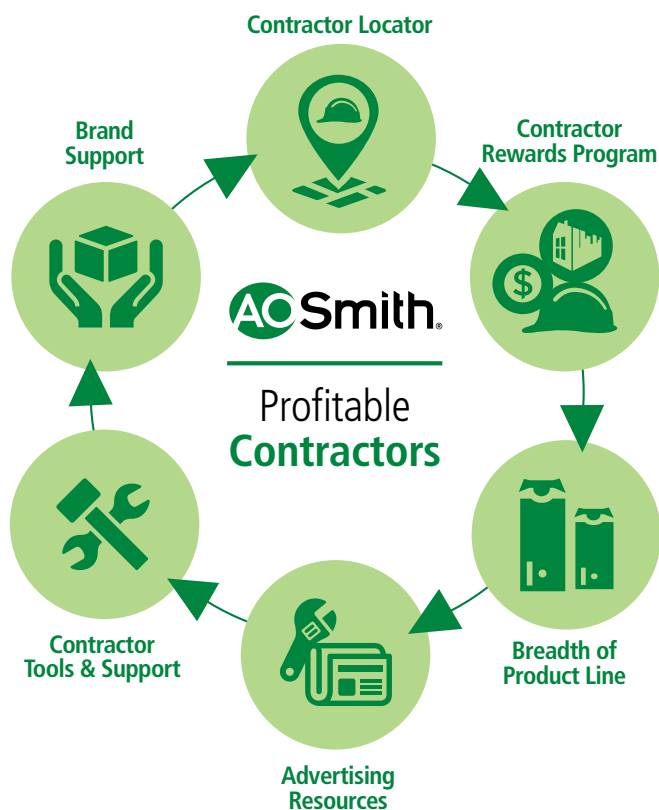 Contractor Locator
Brand
Support
Contractor
Rewards Program
$
AOSmith®
Profitable
Contractors
Contractor
Tools & Support
Breadth of
Product Line
Advertising
Resources